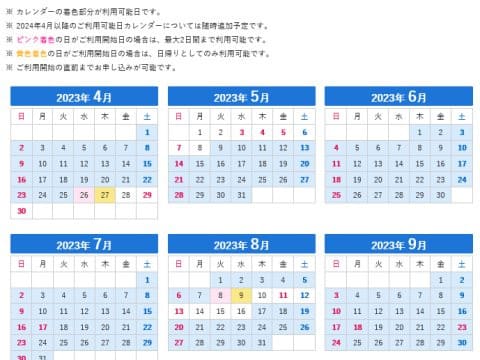 ※ カレンダーの着色部分が利用可能日です。
※ 2024年4月以降のご利用可能日カレンダーについては随時追加予定です。
※ ピンク着色の日がご利用開始日の場合は、最大2日間まで利用可能です。
※ 黄色着色の日がご利用開始日の場合は、日帰りとしてのみ利用可能です。
※ ご利用開始の直前までお申し込みが可能です。
2023年 4月
日 月 火 水 木 金 土
1
2 3 4 5 6 7 8
9 10 11 12 13 14 15
16 17 18 19 20 21 22
23 24 25 26 27 28 29
30
2023年 5月
日 月 火 水 木 金 土
1 2 3 4 5 6
7 8 9 10 11 12 13
14 15 16 17 18 19 20
21 22 23 24 25 26 27
28 29 30 31
2023年 6月
日 月 火 水 木 金 土
1 2 3
4 5 6 7 8 9 10
11 12 13 14 15 16 17
18 19 20 21 22 23 24
25 26 27 28 29 30
2023年 7月
日 月 火 水 木 金 土
1
2 3 4 5 6 7 8
9 10 11 12 13 14 15
16 17 18 19 20 21 22
23 24 25 26 27 28 29
30 31
2023年 8月
日 月 火 水 木 金 土
1 2 3 4 5
6 7 8 9 10 11 12
13 14 15 16 17 18 19
20 21 22 23 24 25 26
27 28 29 30 31
2023年 9月
日 月 火 水 木 金 土
1 2
3 4 5 6 7 8 9
10 11 12 13 14 15 16
17 18 19 20 21 22 23
24 25 26 27 28 29 30